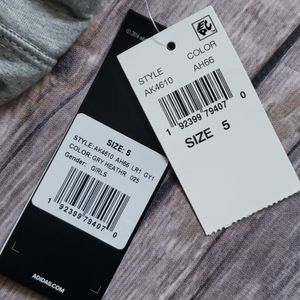 STYLE
AK4610
COLOR
AH66
1 92399 79407 0
SIZE 5
© 2014
SIZE: 5
STYLE:AK4610 AH66 LR1 GY1
COLOR:GRY HEATHR 025
Gender: GIRLS
1 92399 79407 0
ADIDAS.COM